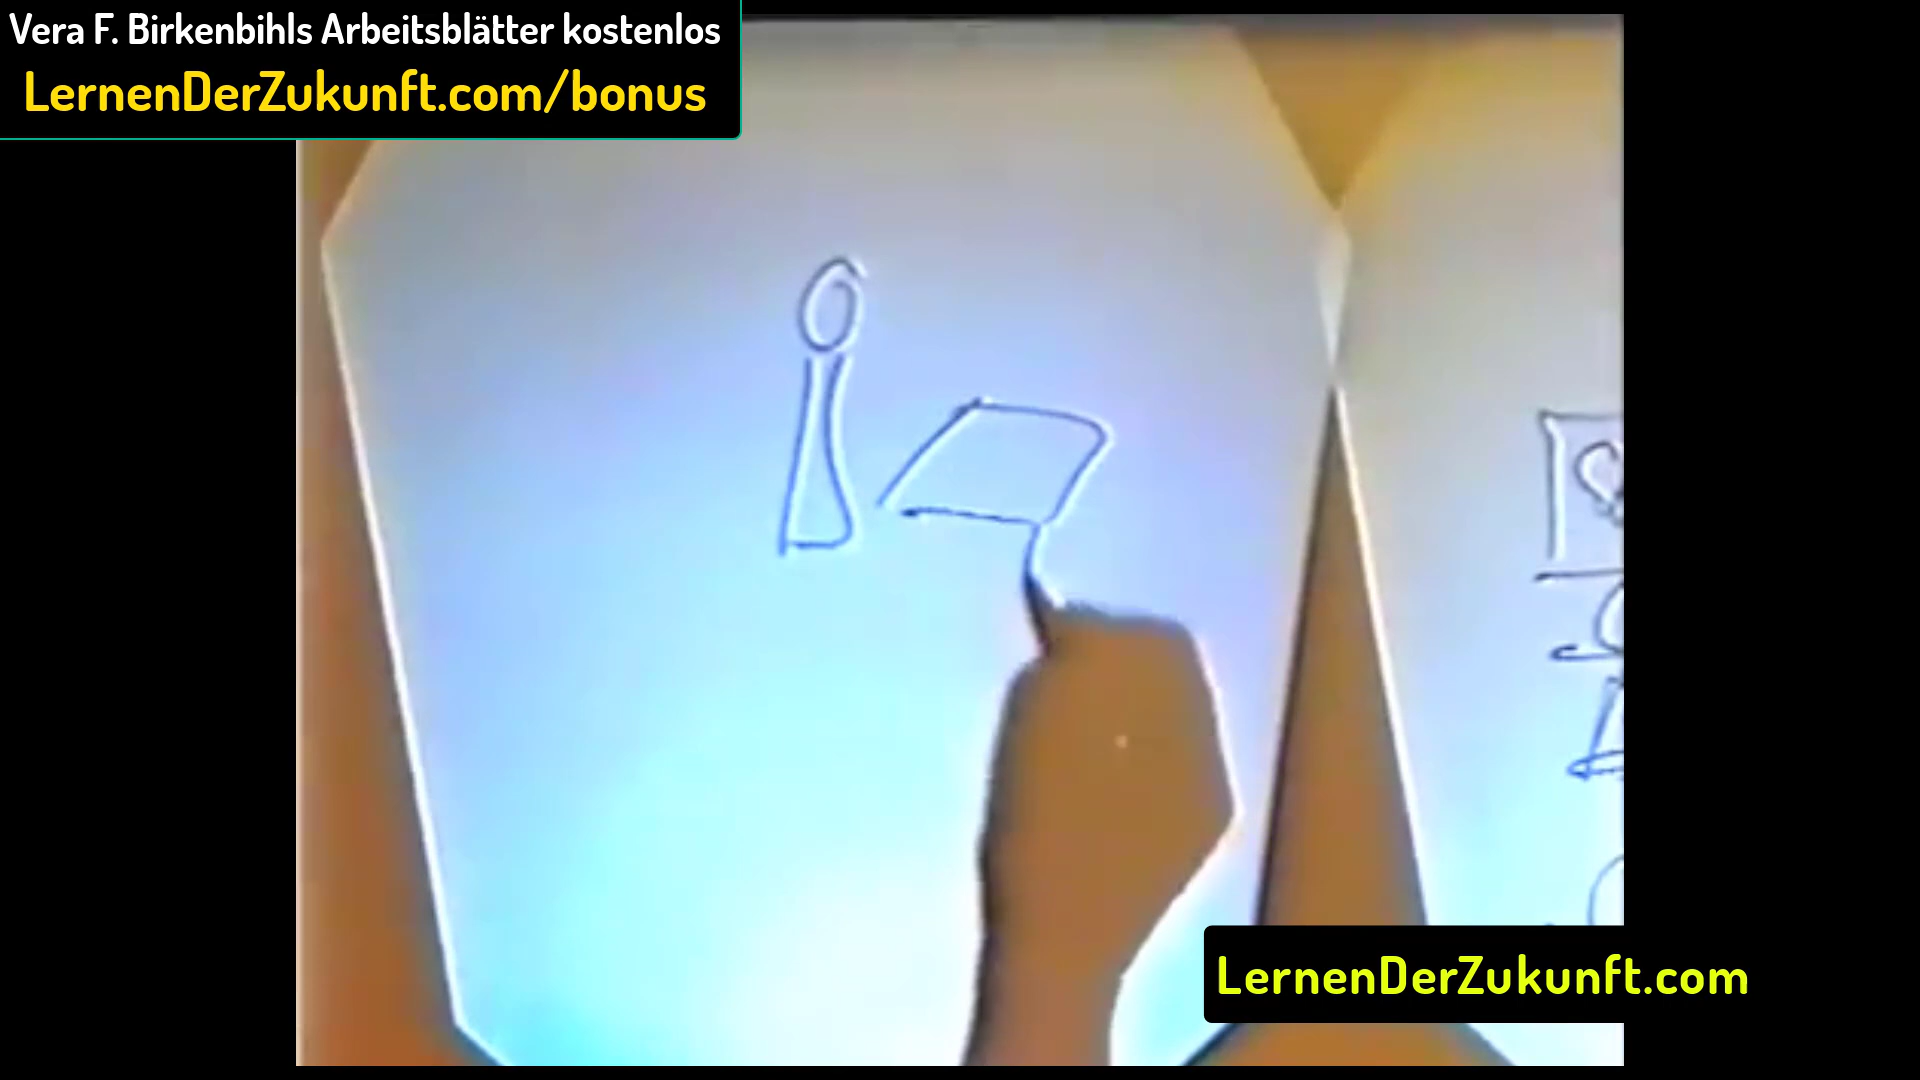 Vera F. Birkenbihls Arbeitsblätter kostenlos
LernenDerZukunft.com/bonus
LernenDerZukunft.com